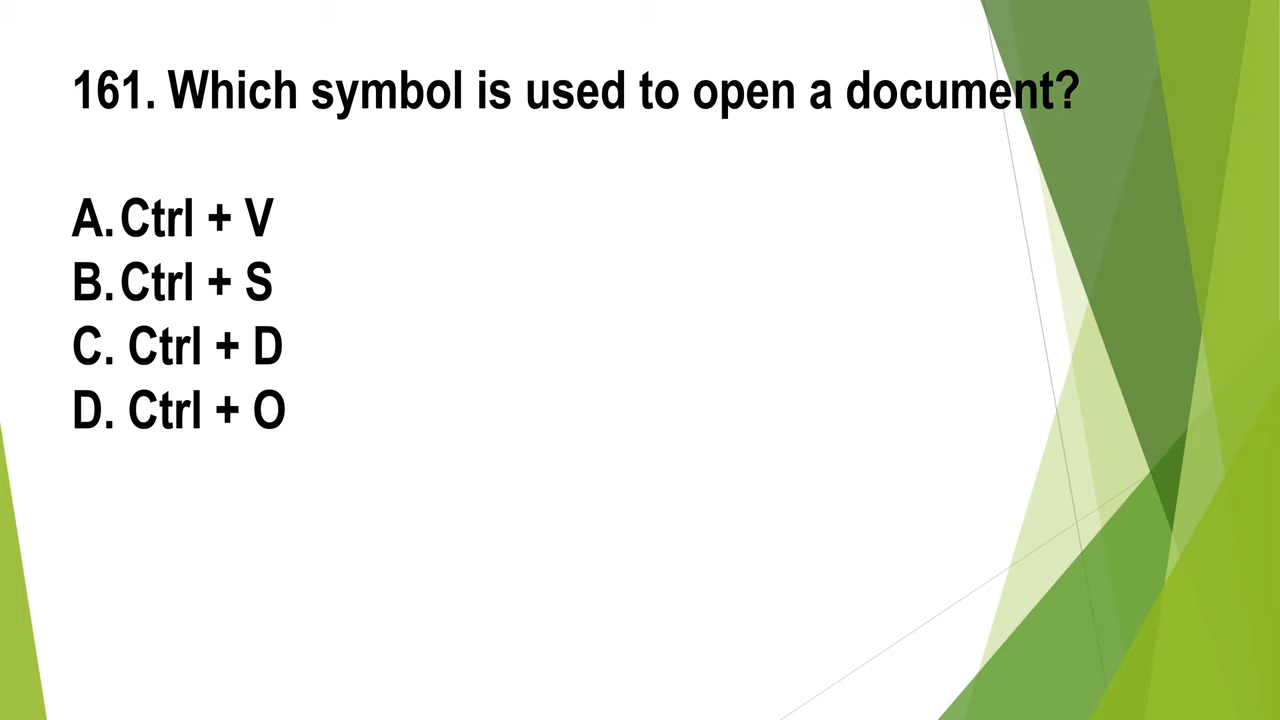 161. Which symbol is used to open a document?
A. Ctrl + V
B. Ctrl + S
C. Ctrl + D
D. Ctrl + O